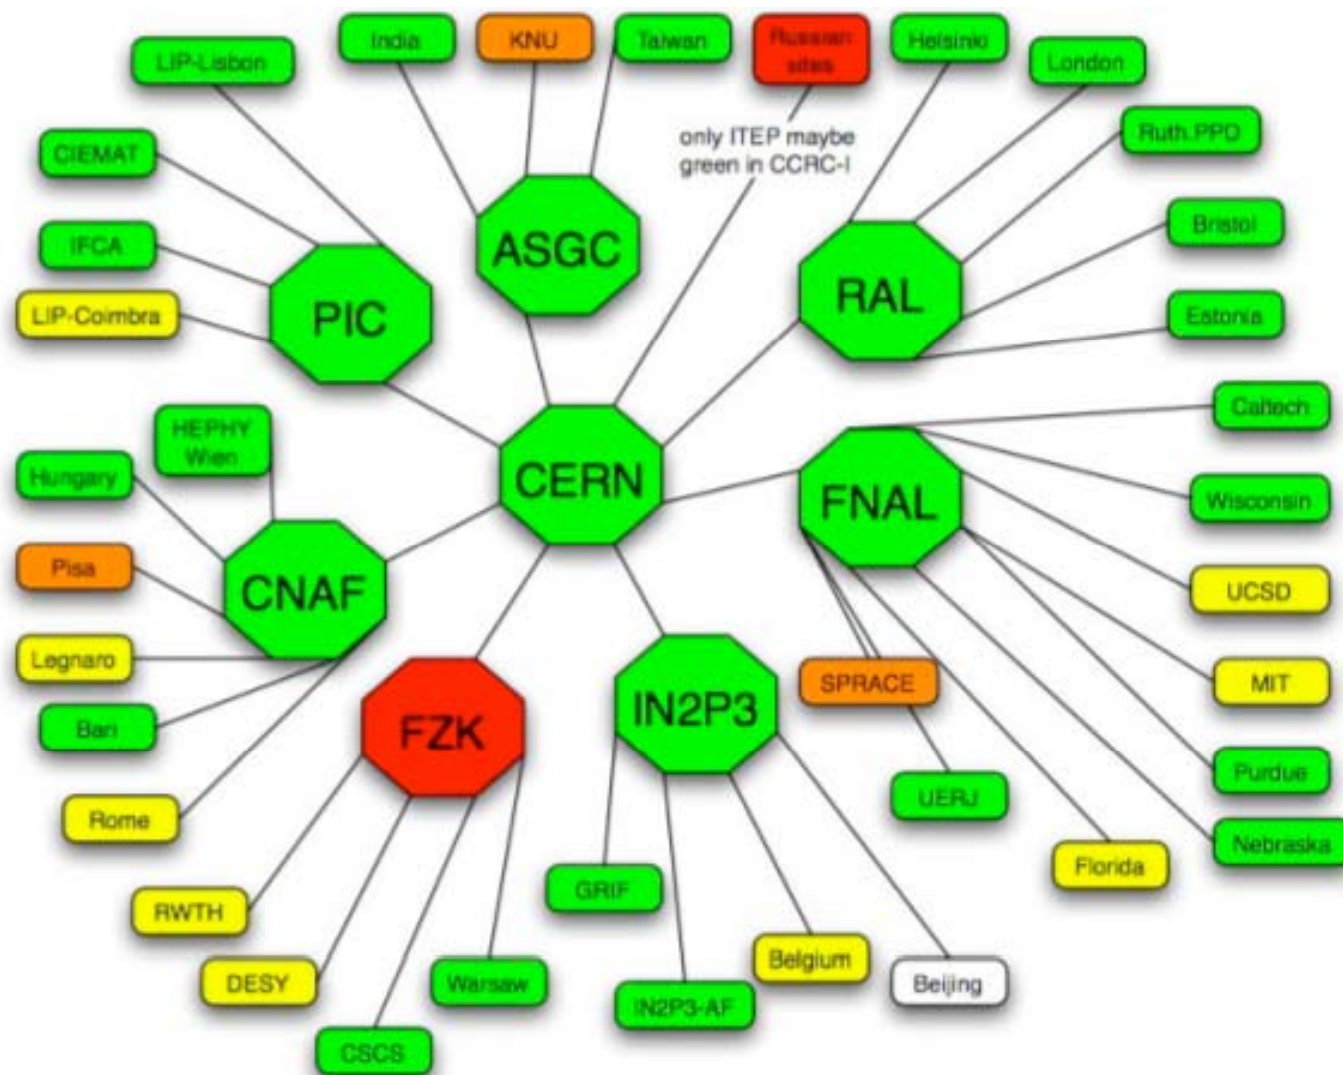 India
KNU
Taiwan
Russian
sites
Helsinki
LIP-Lisbon
London
only ITEP maybe
green in CCRC-I
Ruth.PPD
CIEMAT
ASGC
Bristol
IFCA
PIC
RAL
LIP-Coimbra
Estonia
Caltech
HEPHY
Wien
Hungary
CERN
FNAL
Wisconsin
Pisa
CNAF
UCSD
Legnaro
SPRACE
MIT
IN2P3
Bari
FZK
Purdue
UERJ
Rome
Nebraska
Florida
GRIF
RWTH
Belgium
Warsaw
DESY
Beijing
IN2P3-AF
CSCS